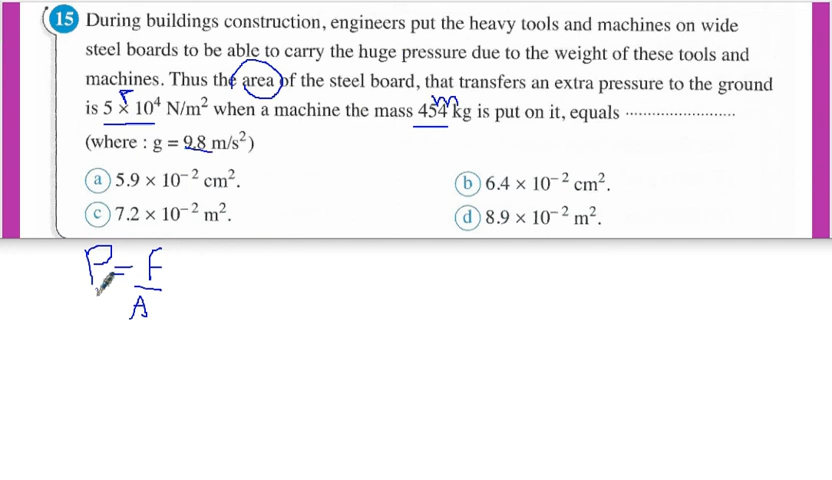 15 During buildings construction, engineers put the heavy tools and machines on wide
steel boards to be able to carry the huge pressure due to the weight of these tools and
machines. Thus the area of the steel board, that transfers an extra pressure to the ground
P m
is 5 × 10⁴ N/m² when a machine the mass 454 kg is put on it, equals ........................
(where : g = 9.8 m/s²)
a 5.9 × 10⁻² cm². b 6.4 × 10⁻² cm².
c 7.2 × 10⁻² m². d 8.9 × 10⁻² m².
P = F
A